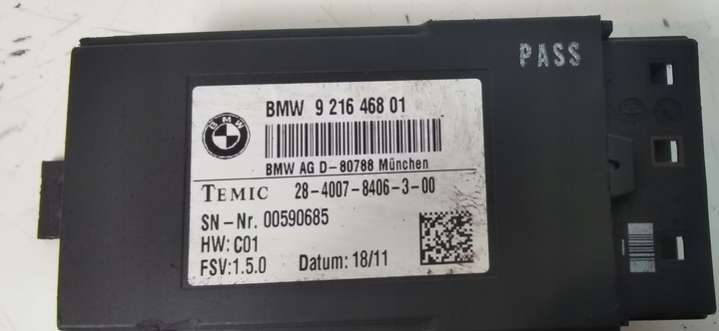 PASS
BMW
BMW 9 216 468 01
BMW AG D-80788 München
TEMIC 28-4007-8406-3-00
SN-Nr. 00590685
HW: C01
FSV:1.5.0 Datum: 18/11